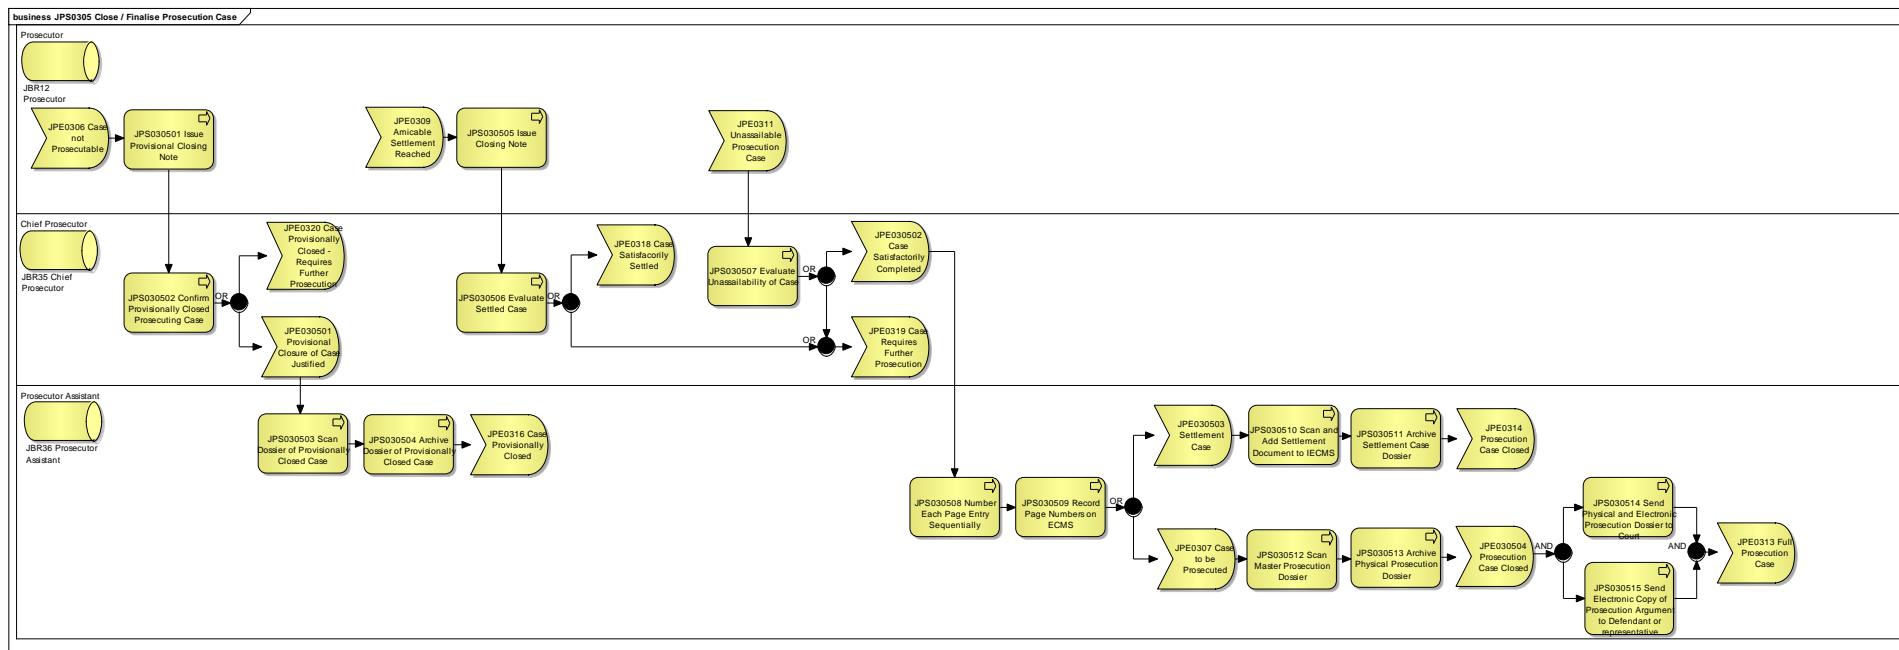 business JPS0305 Close / Finalise Prosecution Case
Prosecutor
JBR12
Prosecutor
JPE0306 Case
not
Prosecutable
JPS030501 Issue
Provisional Closing
Note
JPE0309
Amicable
Settlement
Reached
JPS030505 Issue
Closing Note
JPE0311
Unassailable
Prosecution
Case
Chief Prosecutor
JBR35 Chief
Prosecutor
JPS030502 Confirm
Provisionally Closed
Prosecuting Case
OR
JPE0320 Case
Provisionally
Closed -
Requires
Further
Prosecution
JPE030501
Provisional
Closure of Case
Justified
JPS030506 Evaluate
Settled Case
OR
JPE0318 Case
Satisfacorily
Settled
JPS030507 Evaluate
Unassailability of Case
OR
JPE030502
Case
Satisfactorily
Completed
OR
JPE0319 Case
Requires
Further
Prosecution
Prosecutor Assistant
JBR36 Prosecutor
Assistant
JPS030503 Scan
Dossier of Provisionally
Closed Case
JPS030504 Archive
Dossier of Provisionally
Closed Case
JPE0316 Case
Provisionally
Closed
JPS030508 Number
Each Page Entry
Sequentially
JPS030509 Record
Page Numbers on
ECMS
OR
JPE030503
Settlement
Case
JPS030510 Scan and
Add Settlement
Document to IECMS
JPS030511 Archive
Settlement Case
Dossier
JPE0314
Prosecution
Case Closed
JPE0307 Case
to be
Prosecuted
JPS030512 Scan
Master Prosecution
Dossier
JPS030513 Archive
Physical Prosecution
Dossier
JPE030504
Prosecution
Case Closed
AND
JPS030514 Send
Physical and Electronic
Prosecution Dossier to
Court
JPS030515 Send
Electronic Copy of
Prosecution Argument
to Defendant or
representative
AND
JPE0313 Full
Prosecution
Case